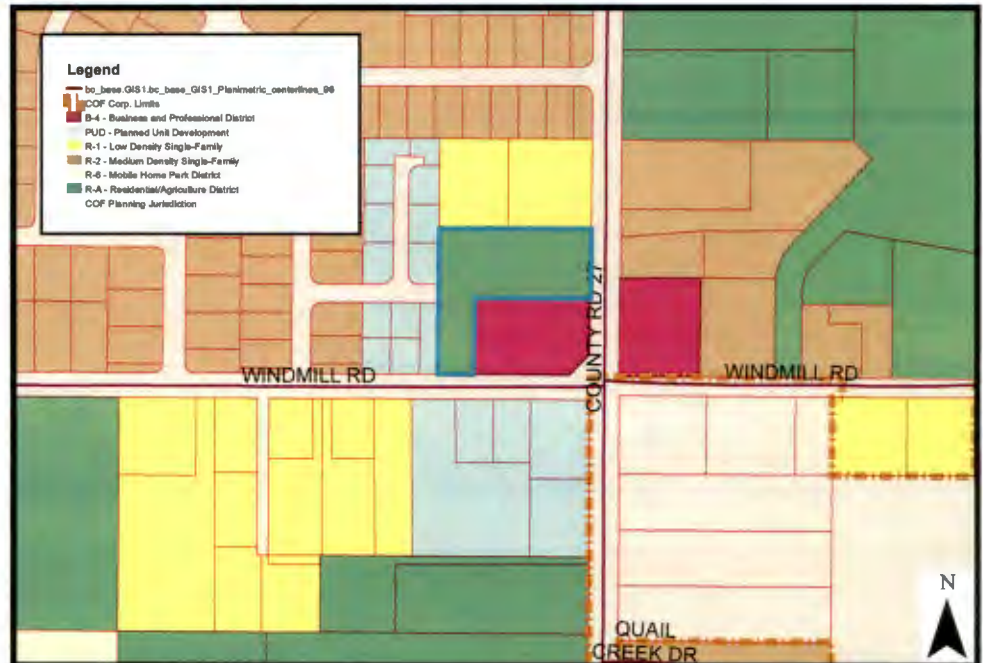 Legend
bc_base.GIS1.bc_base_GIS1_Planimetric_centerlines_96
COF Corp. Limits
B-4 - Business and Professional District
PUD - Planned Unit Development
R-1 - Low Density Single-Family
R-2 - Medium Density Single-Family
R-6 - Mobile Home Park District
R-A - Residential/Agriculture District
COF Planning Jurisdiction
COUNTY RD 27
WINDMILL RD
WINDMILL RD
QUAIL
CREEK DR
N